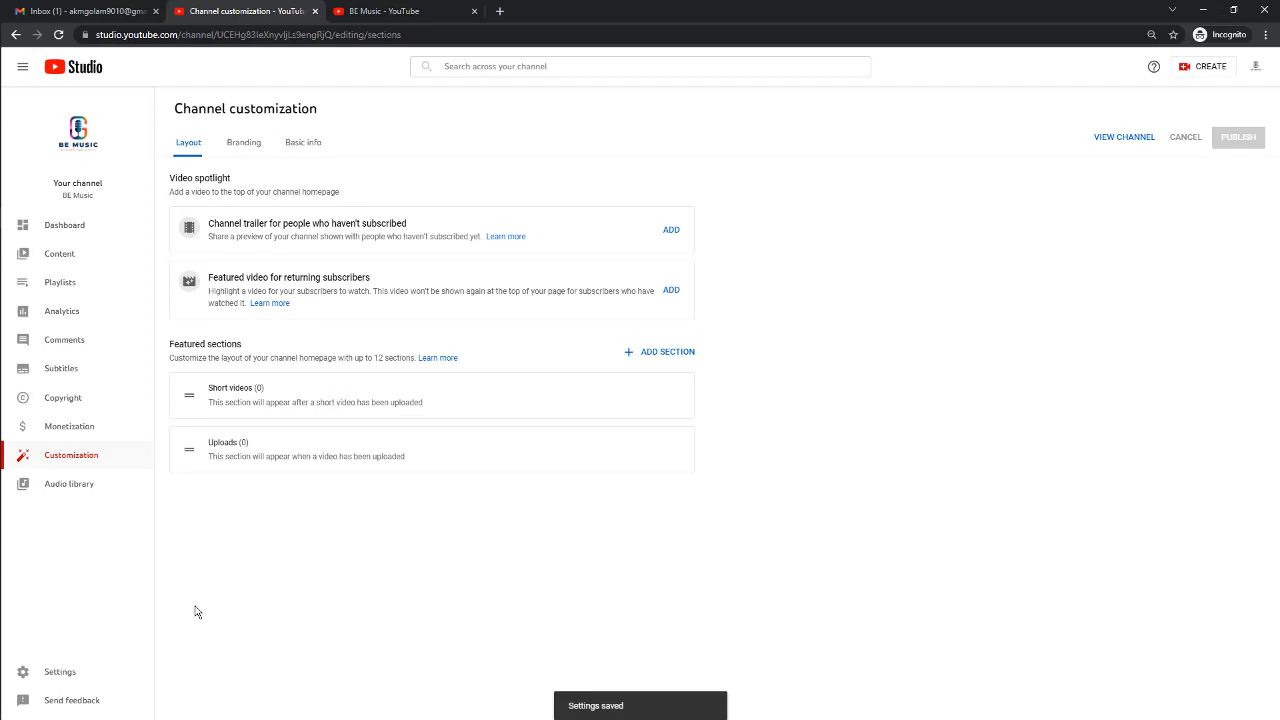 Inbox (1) - akmgolam9010@gma
Channel customization - YouTub
BE Music - YouTube
studio.youtube.com/channel/UCEHg83IeXnyvIjLs9engRjQ/editing/sections
Incognito
Studio
Search across your channel
CREATE
Channel customization
Layout
Branding
Basic info
VIEW CHANNEL
CANCEL
PUBLISH
BE MUSIC
Your channel
BE Music
Dashboard
Content
Playlists
Analytics
Comments
Subtitles
Copyright
Monetization
Customization
Audio library
Settings
Send feedback
Video spotlight
Add a video to the top of your channel homepage
Channel trailer for people who haven't subscribed
Share a preview of your channel shown with people who haven't subscribed yet. Learn more
ADD
Featured video for returning subscribers
Highlight a video for your subscribers to watch. This video won't be shown again at the top of your page for subscribers who have
watched it. Learn more
ADD
Featured sections
Customize the layout of your channel homepage with up to 12 sections. Learn more
ADD SECTION
Short videos (0)
This section will appear after a short video has been uploaded
Uploads (0)
This section will appear when a video has been uploaded
Settings saved